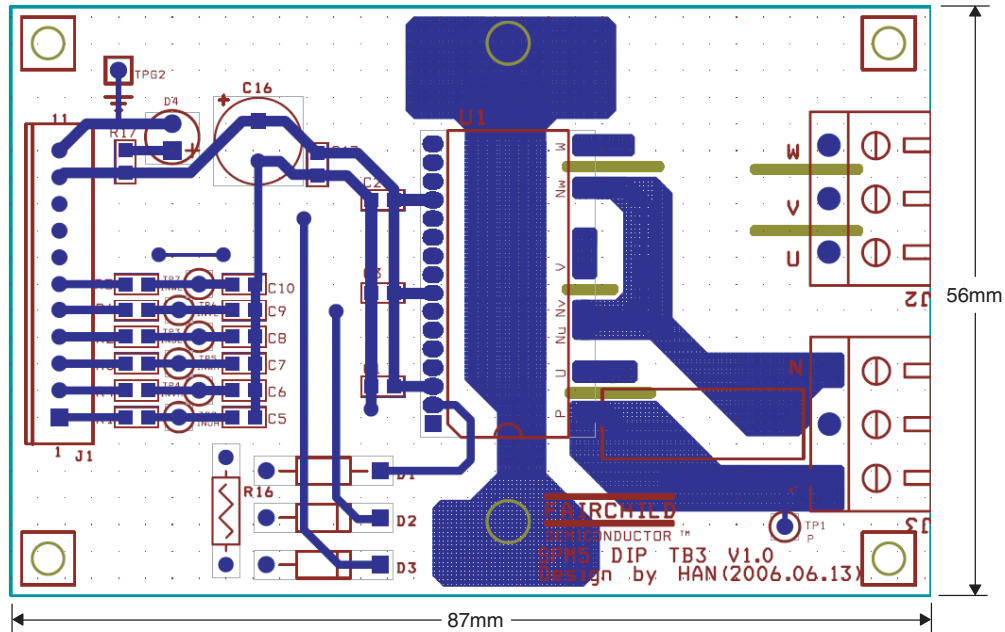 TPG2
D4
C16
+
11
R17
+
U1
W
W
Nw
C2
V
V
U
C3
C10
C9
C8
C7
C6
C5
Nv
Nu
U
P
J2
56mm
N
1
J1
R16
D1
D2
D3
FAIRCHILD
SEMICONDUCTOR ™
SPM5 DIP TB3 V1.0
Design by HAN(2006.06.13)
TP1
P
J3
87mm